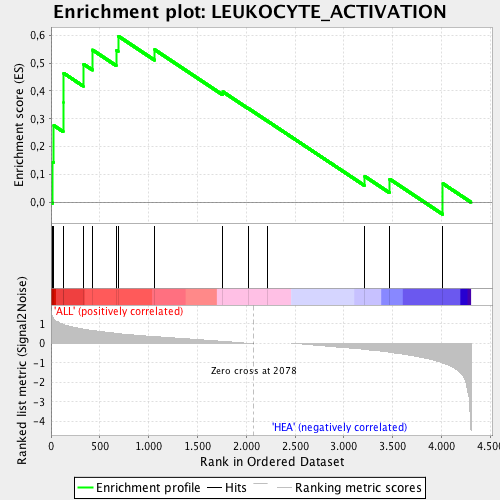 Enrichment plot: LEUKOCYTE_ACTIVATION
Enrichment score (ES)
0,6
0,5
0,4
0,3
0,2
0,1
0,0
'ALL' (positively correlated)
Ranked list metric (Signal2Noise)
1
0
-1
-2
-3
-4
Zero cross at 2078
'HEA' (negatively correlated)
0 500 1.000 1.500 2.000 2.500 3.000 3.500 4.000 4.500
Rank in Ordered Dataset
Enrichment profile Hits Ranking metric scores